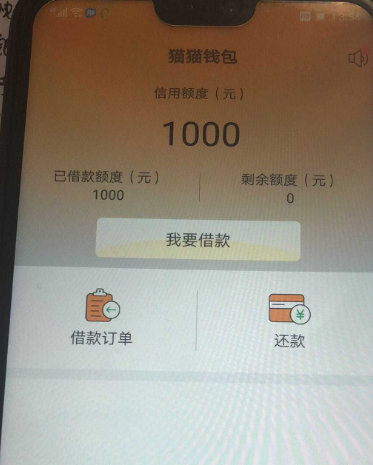 猫猫钱包
信用额度（元）
1000
已借款额度（元） 剩余额度（元）
1000 0
我要借款
借款订单 还款